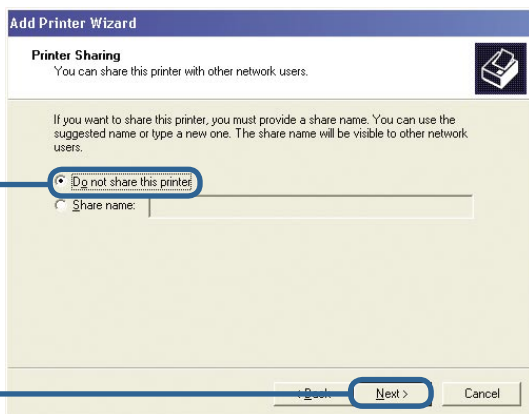 Add Printer Wizard
Printer Sharing
You can share this printer with other network users.
If you want to share this printer, you must provide a share name. You can use the
suggested name or type a new one. The share name will be visible to other network
users.
Do not share this printer
Share name:
< Back Next > Cancel